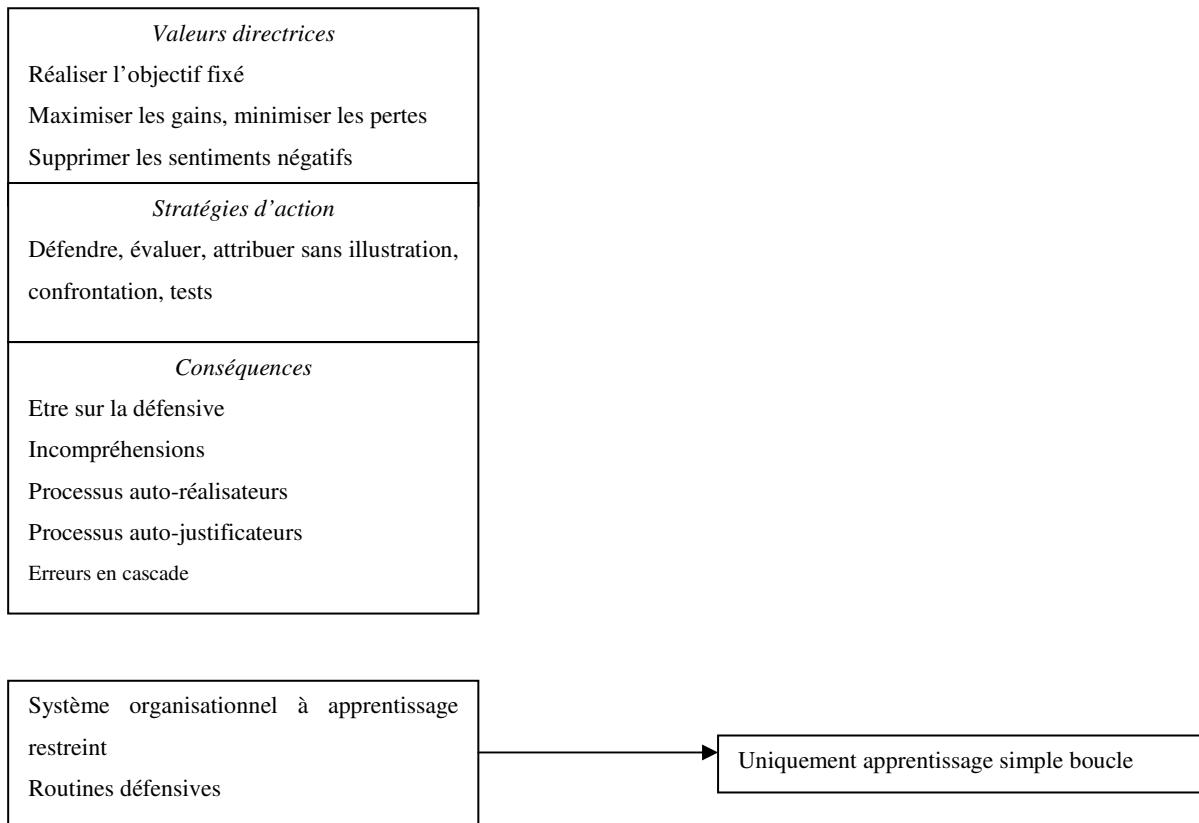 Valeurs directrices
Réaliser l’objectif fixé
Maximiser les gains, minimiser les pertes
Supprimer les sentiments négatifs
Stratégies d’action
Défendre, évaluer, attribuer sans illustration,
confrontation, tests
Conséquences
Etre sur la défensive
Incompréhensions
Processus auto-réalisateurs
Processus auto-justificateurs
Erreurs en cascade
Système organisationnel à apprentissage
restreint
Routines défensives
Uniquement apprentissage simple boucle